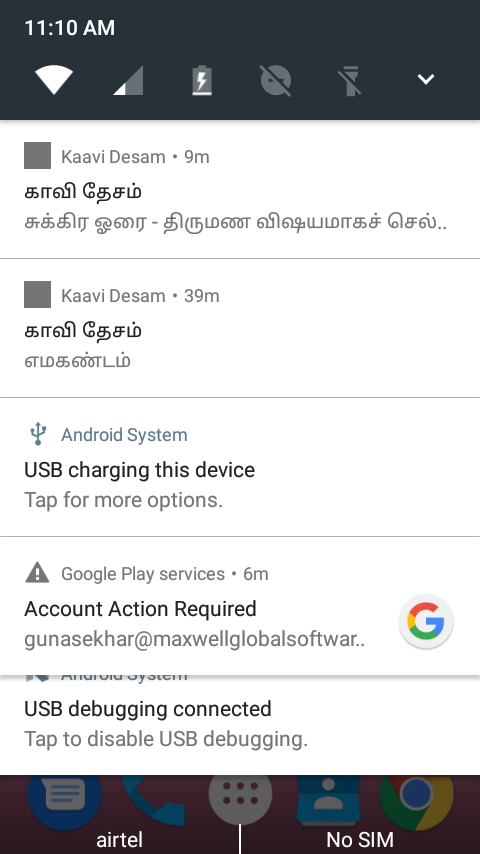 11:10 AM
Kaavi Desam • 9m
காவி தேசம்
சுக்கிர ஓரை - திருமண விஷயமாகச் செல்..
Kaavi Desam • 39m
காவி தேசம்
எமகண்டம்
Android System
USB charging this device
Tap for more options.
Google Play services • 6m
Account Action Required
gunasekhar@maxwellglobalsoftwar..
Android System
USB debugging connected
Tap to disable USB debugging.
airtel
No SIM